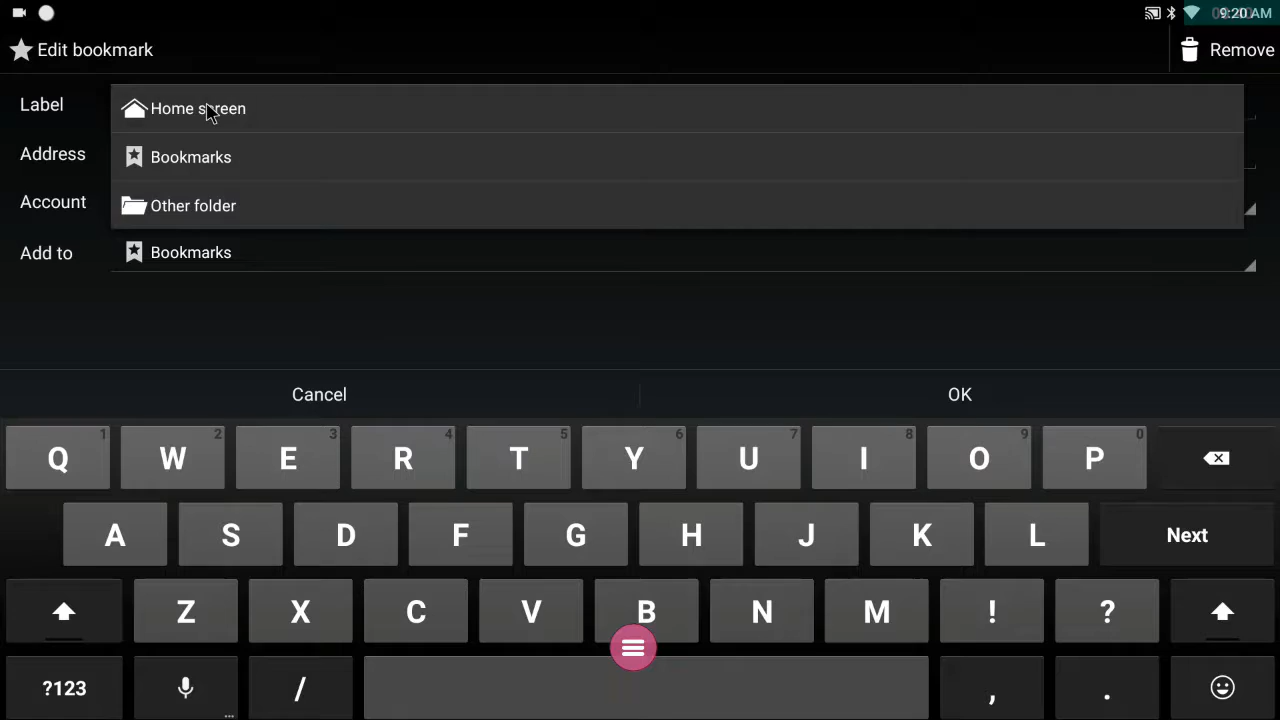 9:20 AM
Edit bookmark
Remove
Label
Home screen
Address
Bookmarks
Account
Other folder
Add to
Bookmarks
Cancel
OK
1 2 3 4 5 6 7 8 9 0
Q W E R T Y U I O P
A S D F G H J K L Next
Z X C V B N M ! ?
?123 / , .